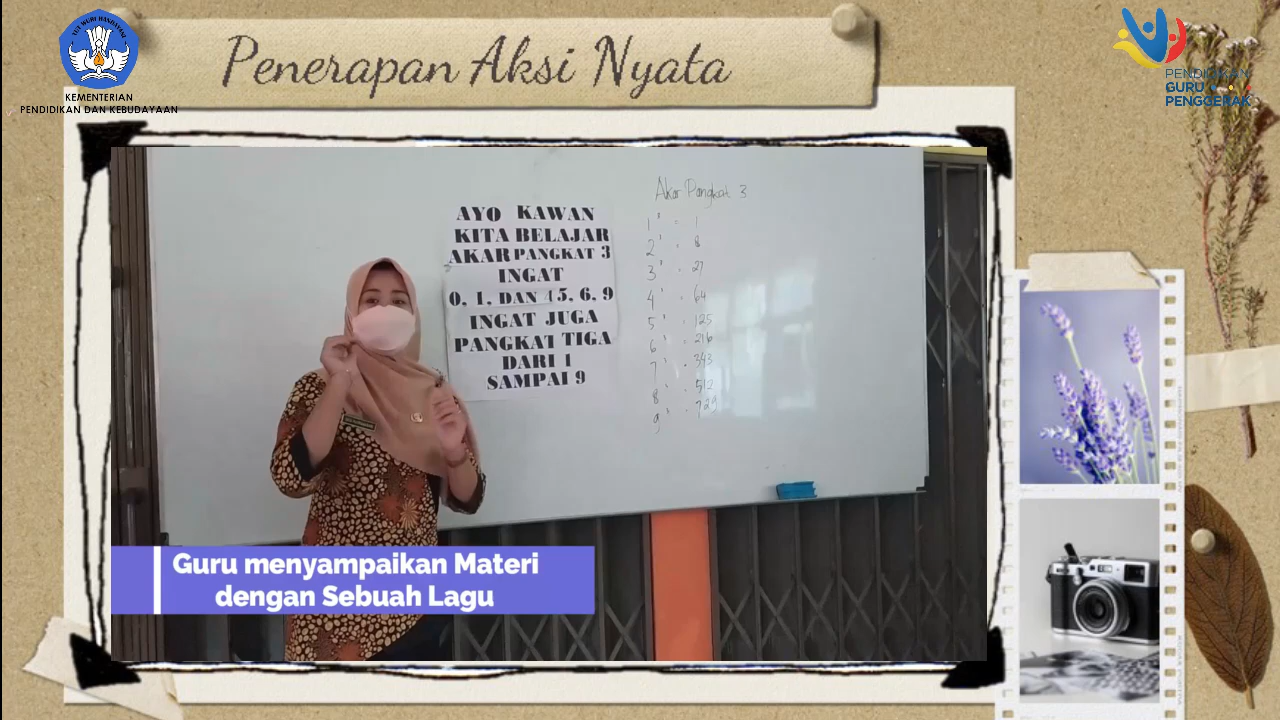 Penerapan Aksi Nyata
TUT WURI HANDAYANI
KEMENTERIAN
PENDIDIKAN DAN KEBUDAYAAN
PENDIDIKAN
GURU
PENGGERAK
AYO KAWAN
KITA BELAJAR
AKAR PANGKAT 3
INGAT
0, 1, DAN 4 5, 6, 9
INGAT JUGA
PANGKAT TIGA
DARI 1
SAMPAI 9
Akar Pangkat 3
1³ = 1
2³ = 8
3³ = 27
4³ = 64
5³ = 125
6³ = 216
7³ = 343
8³ = 512
9³ = 729
Guru menyampaikan Materi
dengan Sebuah Lagu